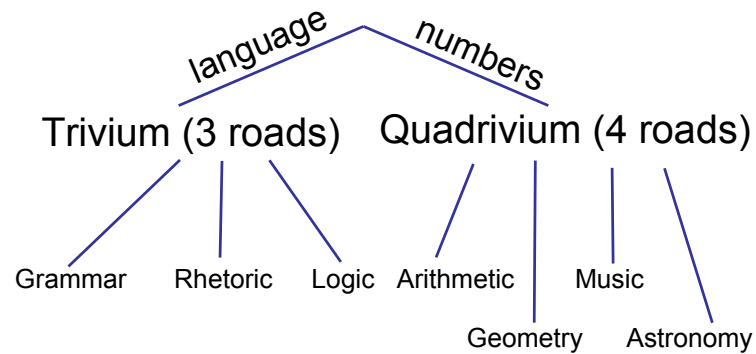 language
numbers
Trivium (3 roads)
Quadrivium (4 roads)
Grammar
Rhetoric
Logic
Arithmetic
Music
Geometry
Astronomy